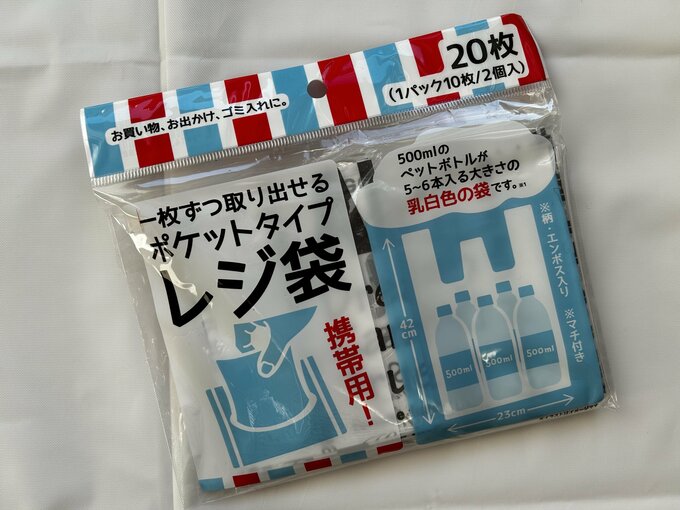 20枚
(1パック10枚/2個入)
お買い物、お出かけ、ゴミ入れに。
一枚ずつ取り出せる
ポケットタイプ
レジ袋
携帯用!
500mlの
ペットボトルが
5~6本入る大きさの
乳白色の袋です。※1
※柄・エンボス入り ※マチ付き
42cm
500ml
500ml
500ml
23cm